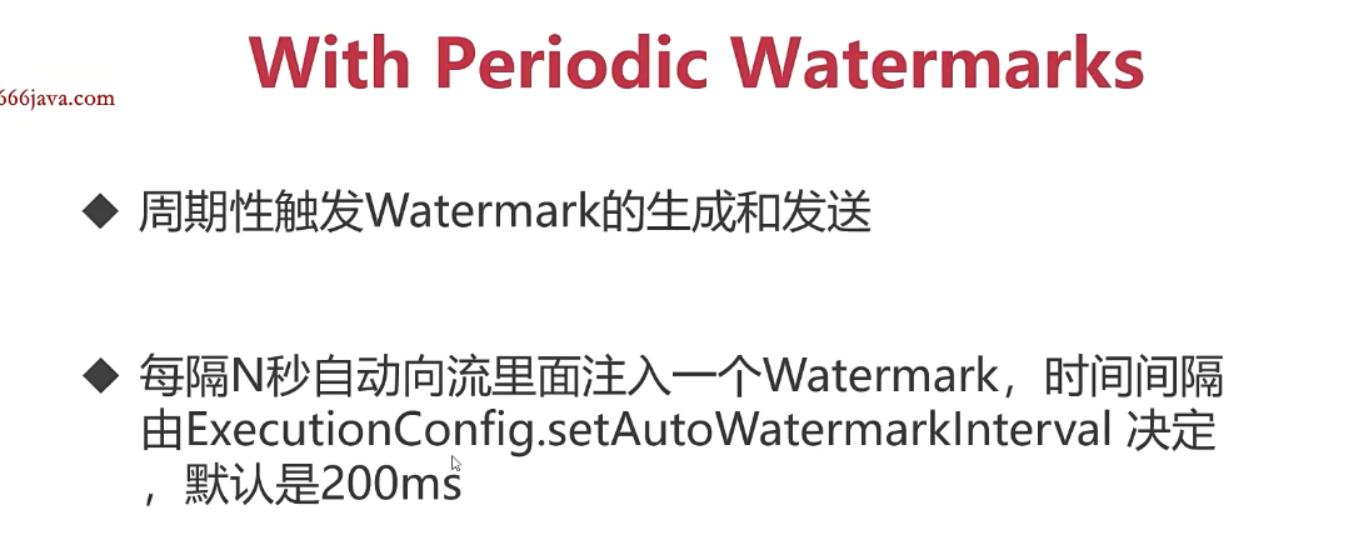 With Periodic Watermarks
666java.com
周期性触发Watermark的生成和发送
每隔N秒自动向流里面注入一个Watermark，时间间隔
由ExecutionConfig.setAutoWatermarkInterval 决定
，默认是200ms